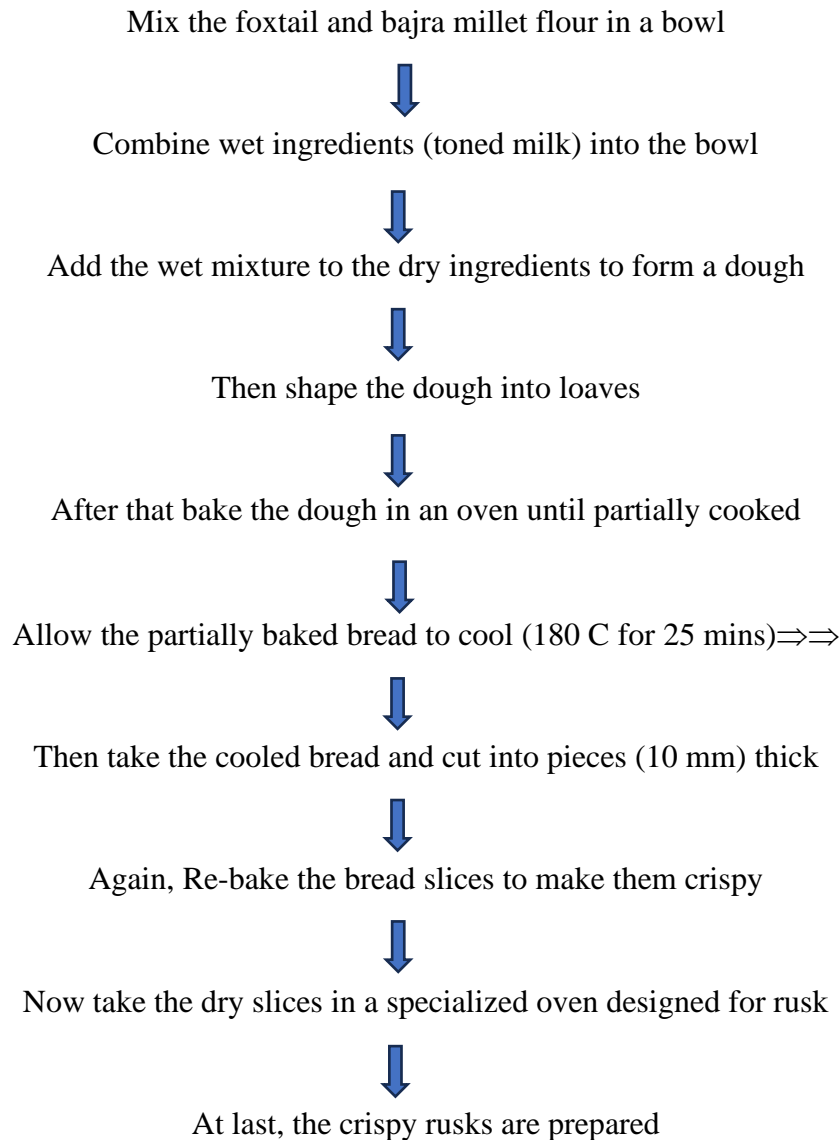 Mix the foxtail and bajra millet flour in a bowl
Combine wet ingredients (toned milk) into the bowl
Add the wet mixture to the dry ingredients to form a dough
Then shape the dough into loaves
After that bake the dough in an oven until partially cooked
Allow the partially baked bread to cool (180 C for 25 mins)⇒⇒
Then take the cooled bread and cut into pieces (10 mm) thick
Again, Re-bake the bread slices to make them crispy
Now take the dry slices in a specialized oven designed for rusk
At last, the crispy rusks are prepared